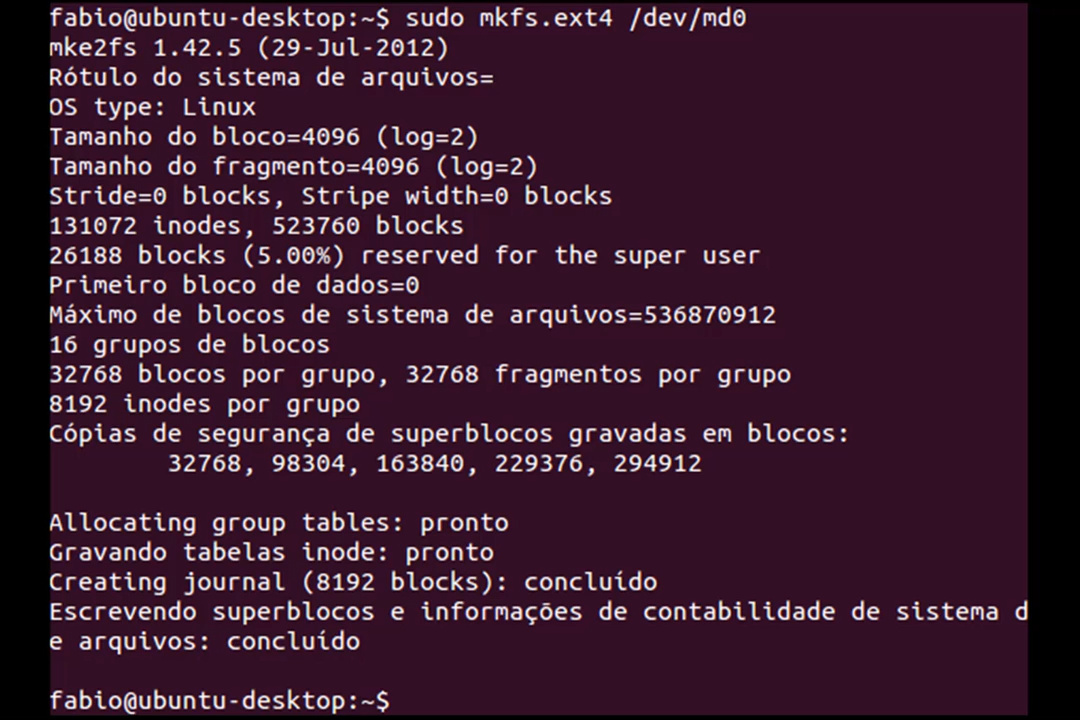 fabio@ubuntu-desktop:~$ sudo mkfs.ext4 /dev/md0
mke2fs 1.42.5 (29-Jul-2012)
Rótulo do sistema de arquivos=
OS type: Linux
Tamanho do bloco=4096 (log=2)
Tamanho do fragmento=4096 (log=2)
Stride=0 blocks, Stripe width=0 blocks
131072 inodes, 523760 blocks
26188 blocks (5.00%) reserved for the super user
Primeiro bloco de dados=0
Máximo de blocos de sistema de arquivos=536870912
16 grupos de blocos
32768 blocos por grupo, 32768 fragmentos por grupo
8192 inodes por grupo
Cópias de segurança de superblocos gravadas em blocos:
32768, 98304, 163840, 229376, 294912
Allocating group tables: pronto
Gravando tabelas inode: pronto
Creating journal (8192 blocks): concluído
Escrevendo superblocos e informações de contabilidade de sistema d
e arquivos: concluído
fabio@ubuntu-desktop:~$